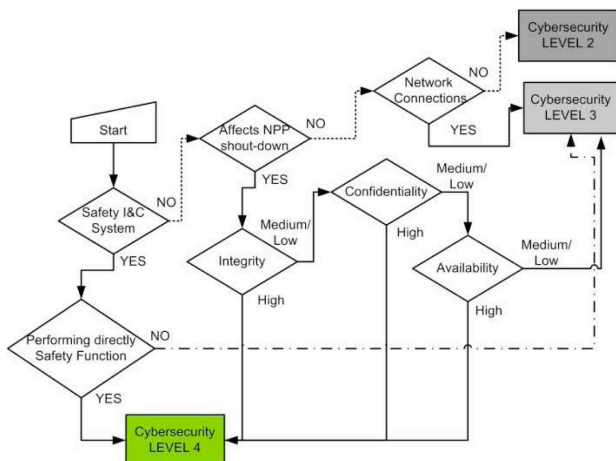 Cybersecurity
LEVEL 2
NO
Network
Connections
Cybersecurity
LEVEL 3
YES
Start
Affects NPP
shout-down
NO
YES
NO
Safety I&C
System
YES
Medium/
Low
Confidentiality
Medium/
Low
High
Integrity
High
Availability
Medium/
Low
High
Performing directly
Safety Function
NO
YES
Cybersecurity
LEVEL 4